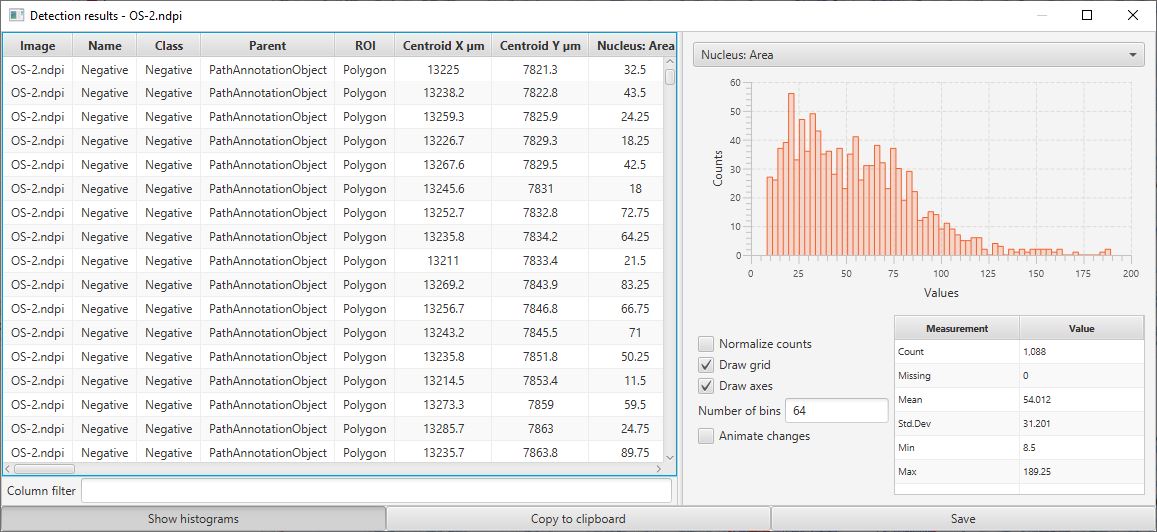 Detection results - OS-2.ndpi
Image Name Class Parent ROI Centroid X µm Centroid Y µm Nucleus: Area
OS-2.ndpi Negative Negative PathAnnotationObject Polygon 13225 7821.3 32.5
OS-2.ndpi Negative Negative PathAnnotationObject Polygon 13238.2 7822.8 43.5
OS-2.ndpi Negative Negative PathAnnotationObject Polygon 13259.3 7825.9 24.25
OS-2.ndpi Negative Negative PathAnnotationObject Polygon 13226.7 7829.3 18.25
OS-2.ndpi Negative Negative PathAnnotationObject Polygon 13267.6 7829.5 42.5
OS-2.ndpi Negative Negative PathAnnotationObject Polygon 13245.6 7831 18
OS-2.ndpi Negative Negative PathAnnotationObject Polygon 13252.7 7832.8 72.75
OS-2.ndpi Negative Negative PathAnnotationObject Polygon 13235.8 7834.2 64.25
OS-2.ndpi Negative Negative PathAnnotationObject Polygon 13211 7833.4 21.5
OS-2.ndpi Negative Negative PathAnnotationObject Polygon 13269.2 7843.9 83.25
OS-2.ndpi Negative Negative PathAnnotationObject Polygon 13256.7 7846.8 66.75
OS-2.ndpi Negative Negative PathAnnotationObject Polygon 13243.2 7845.5 71
OS-2.ndpi Negative Negative PathAnnotationObject Polygon 13235.8 7851.8 50.25
OS-2.ndpi Negative Negative PathAnnotationObject Polygon 13214.5 7853.4 11.5
OS-2.ndpi Negative Negative PathAnnotationObject Polygon 13273.3 7859 59.5
OS-2.ndpi Negative Negative PathAnnotationObject Polygon 13285.7 7863 24.75
OS-2.ndpi Negative Negative PathAnnotationObject Polygon 13235.7 7863.8 89.75
Column filter
Nucleus: Area
60
50
40
30
20
10
0
Counts
0 25 50 75 100 125 150 175 200
Values
Normalize counts
Draw grid
Draw axes
Number of bins 64
Animate changes
Measurement Value
Count 1,088
Missing 0
Mean 54.012
Std.Dev 31.201
Min 8.5
Max 189.25
Show histograms Copy to clipboard Save